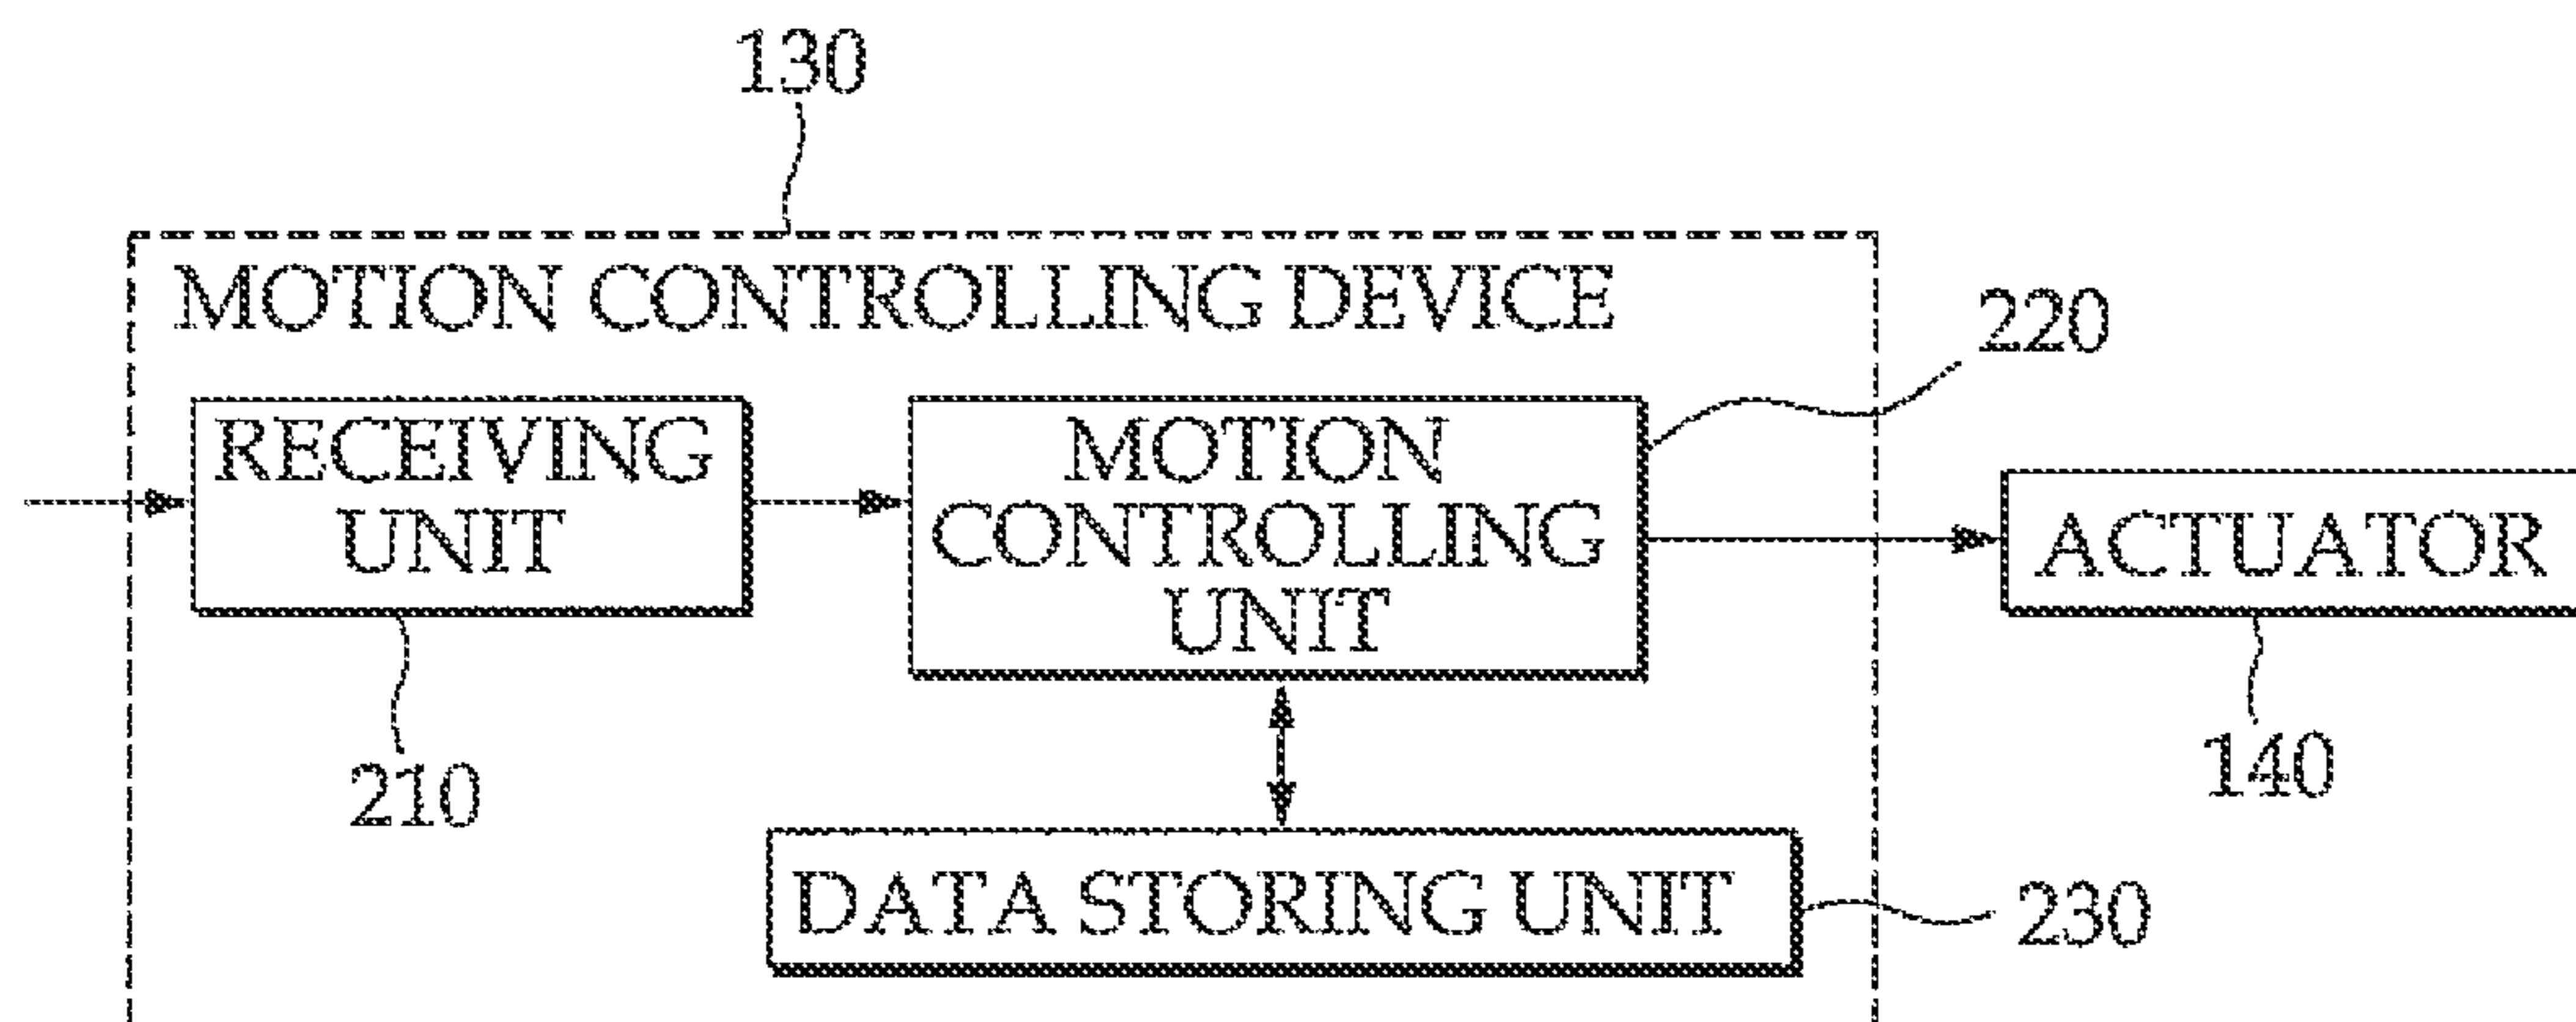 130
MOTION CONTROLLING DEVICE
220
RECEIVING
UNIT
MOTION
CONTROLLING
UNIT
ACTUATOR
210
140
DATA STORING UNIT
230